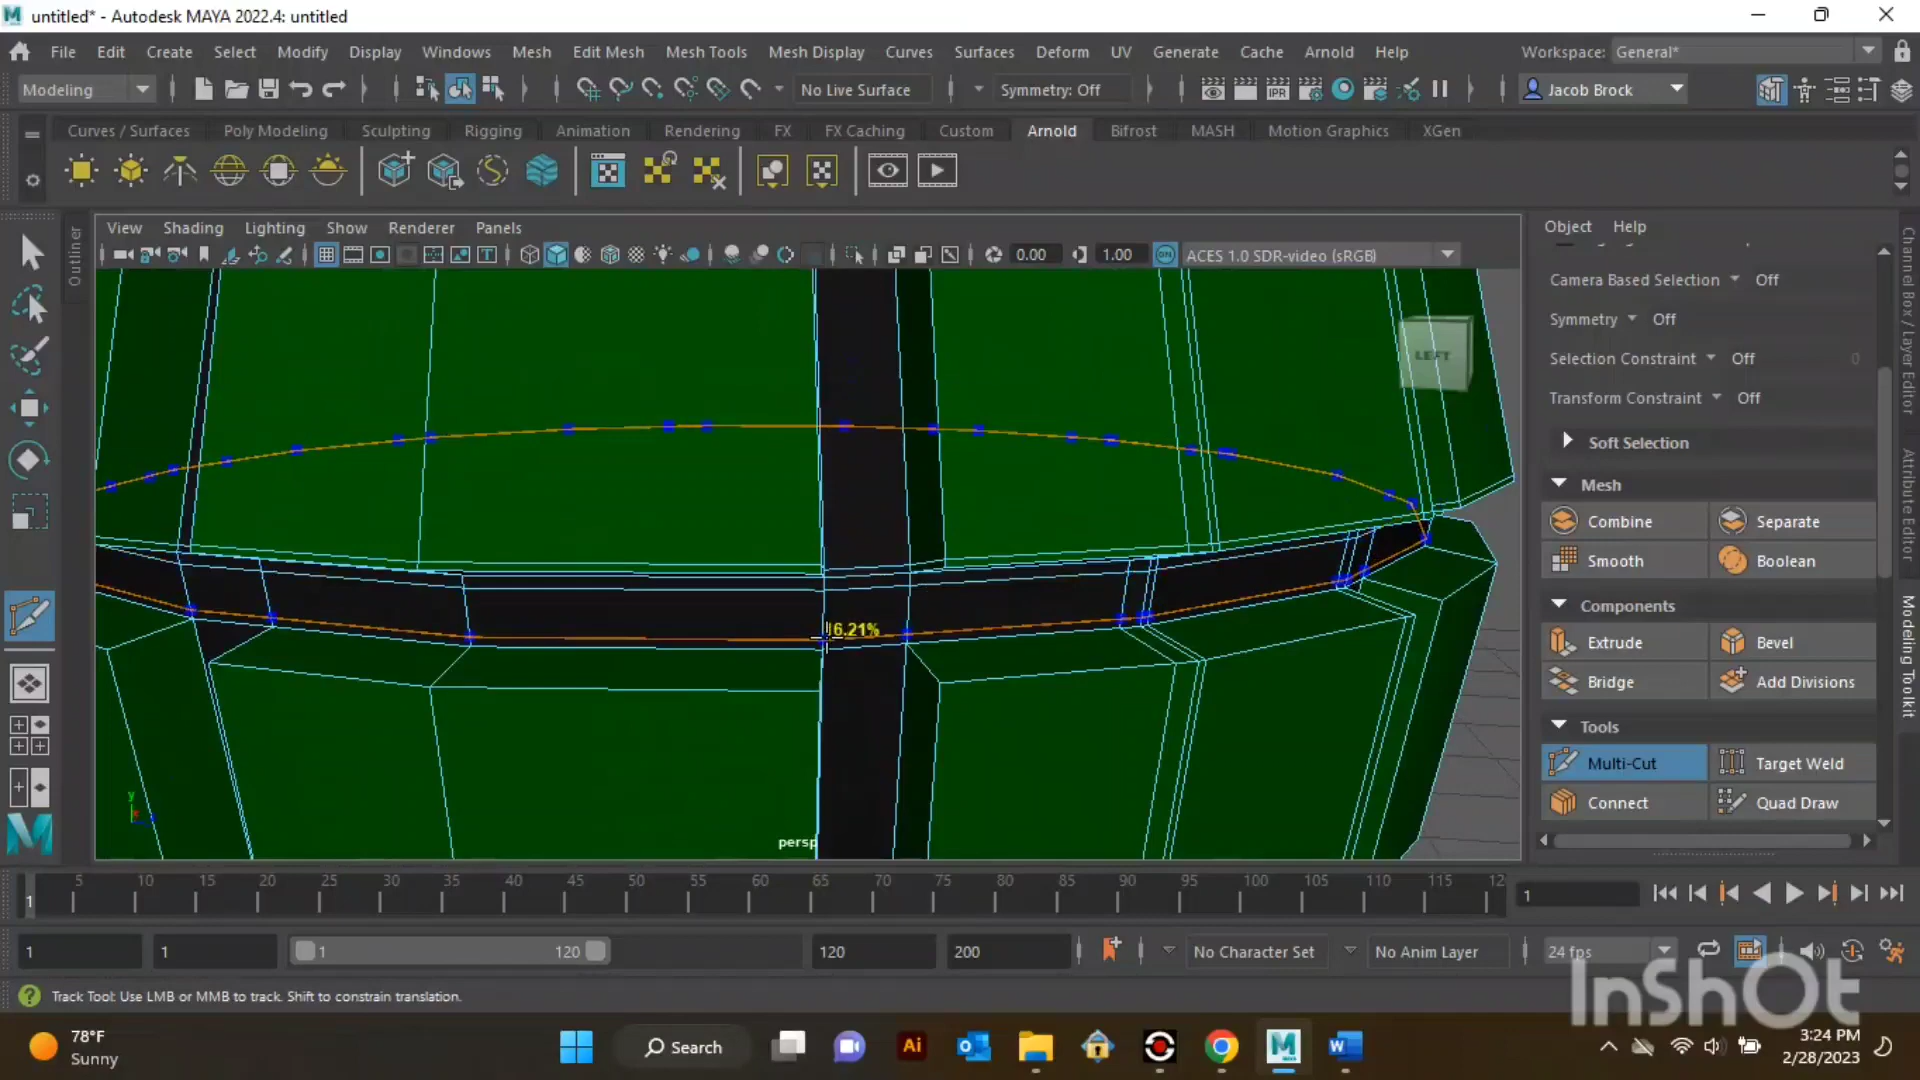 untitled* - Autodesk MAYA 2022.4: untitled
File Edit Create Select Modify Display Windows Mesh Edit Mesh Mesh Tools Mesh Display Curves Surfaces Deform UV Generate Cache Arnold Help Workspace: General*
Modeling No Live Surface Symmetry: Off IPR Jacob Brock
Curves / Surfaces Poly Modeling Sculpting Rigging Animation Rendering FX FX Caching Custom Arnold Bifrost MASH Motion Graphics XGen
View Shading Lighting Show Renderer Panels
0.00 1.00 ON ACES 1.0 SDR-video (sRGB)
Outliner
LEFT
6.21%
persp
y
Object Help
Camera Based Selection Off
Symmetry Off
Selection Constraint Off 0
Transform Constraint Off
Soft Selection
Mesh
Combine Separate
Smooth Boolean
Components
Extrude Bevel
Bridge Add Divisions
Tools
Multi-Cut Target Weld
Connect Quad Draw
Channel Box / Layer Editor
Attribute Editor
Modeling Toolkit
5 10 15 20 25 30 35 40 45 50 55 60 65 70 75 80 85 90 95 100 105 110 115 12
1 1
1 1 1 120 120 200 No Character Set No Anim Layer 24 fps
Track Tool: Use LMB or MMB to track. Shift to constrain translation.
InShOt
78°F
Sunny
Search
Ai
3:24 PM
2/28/2023